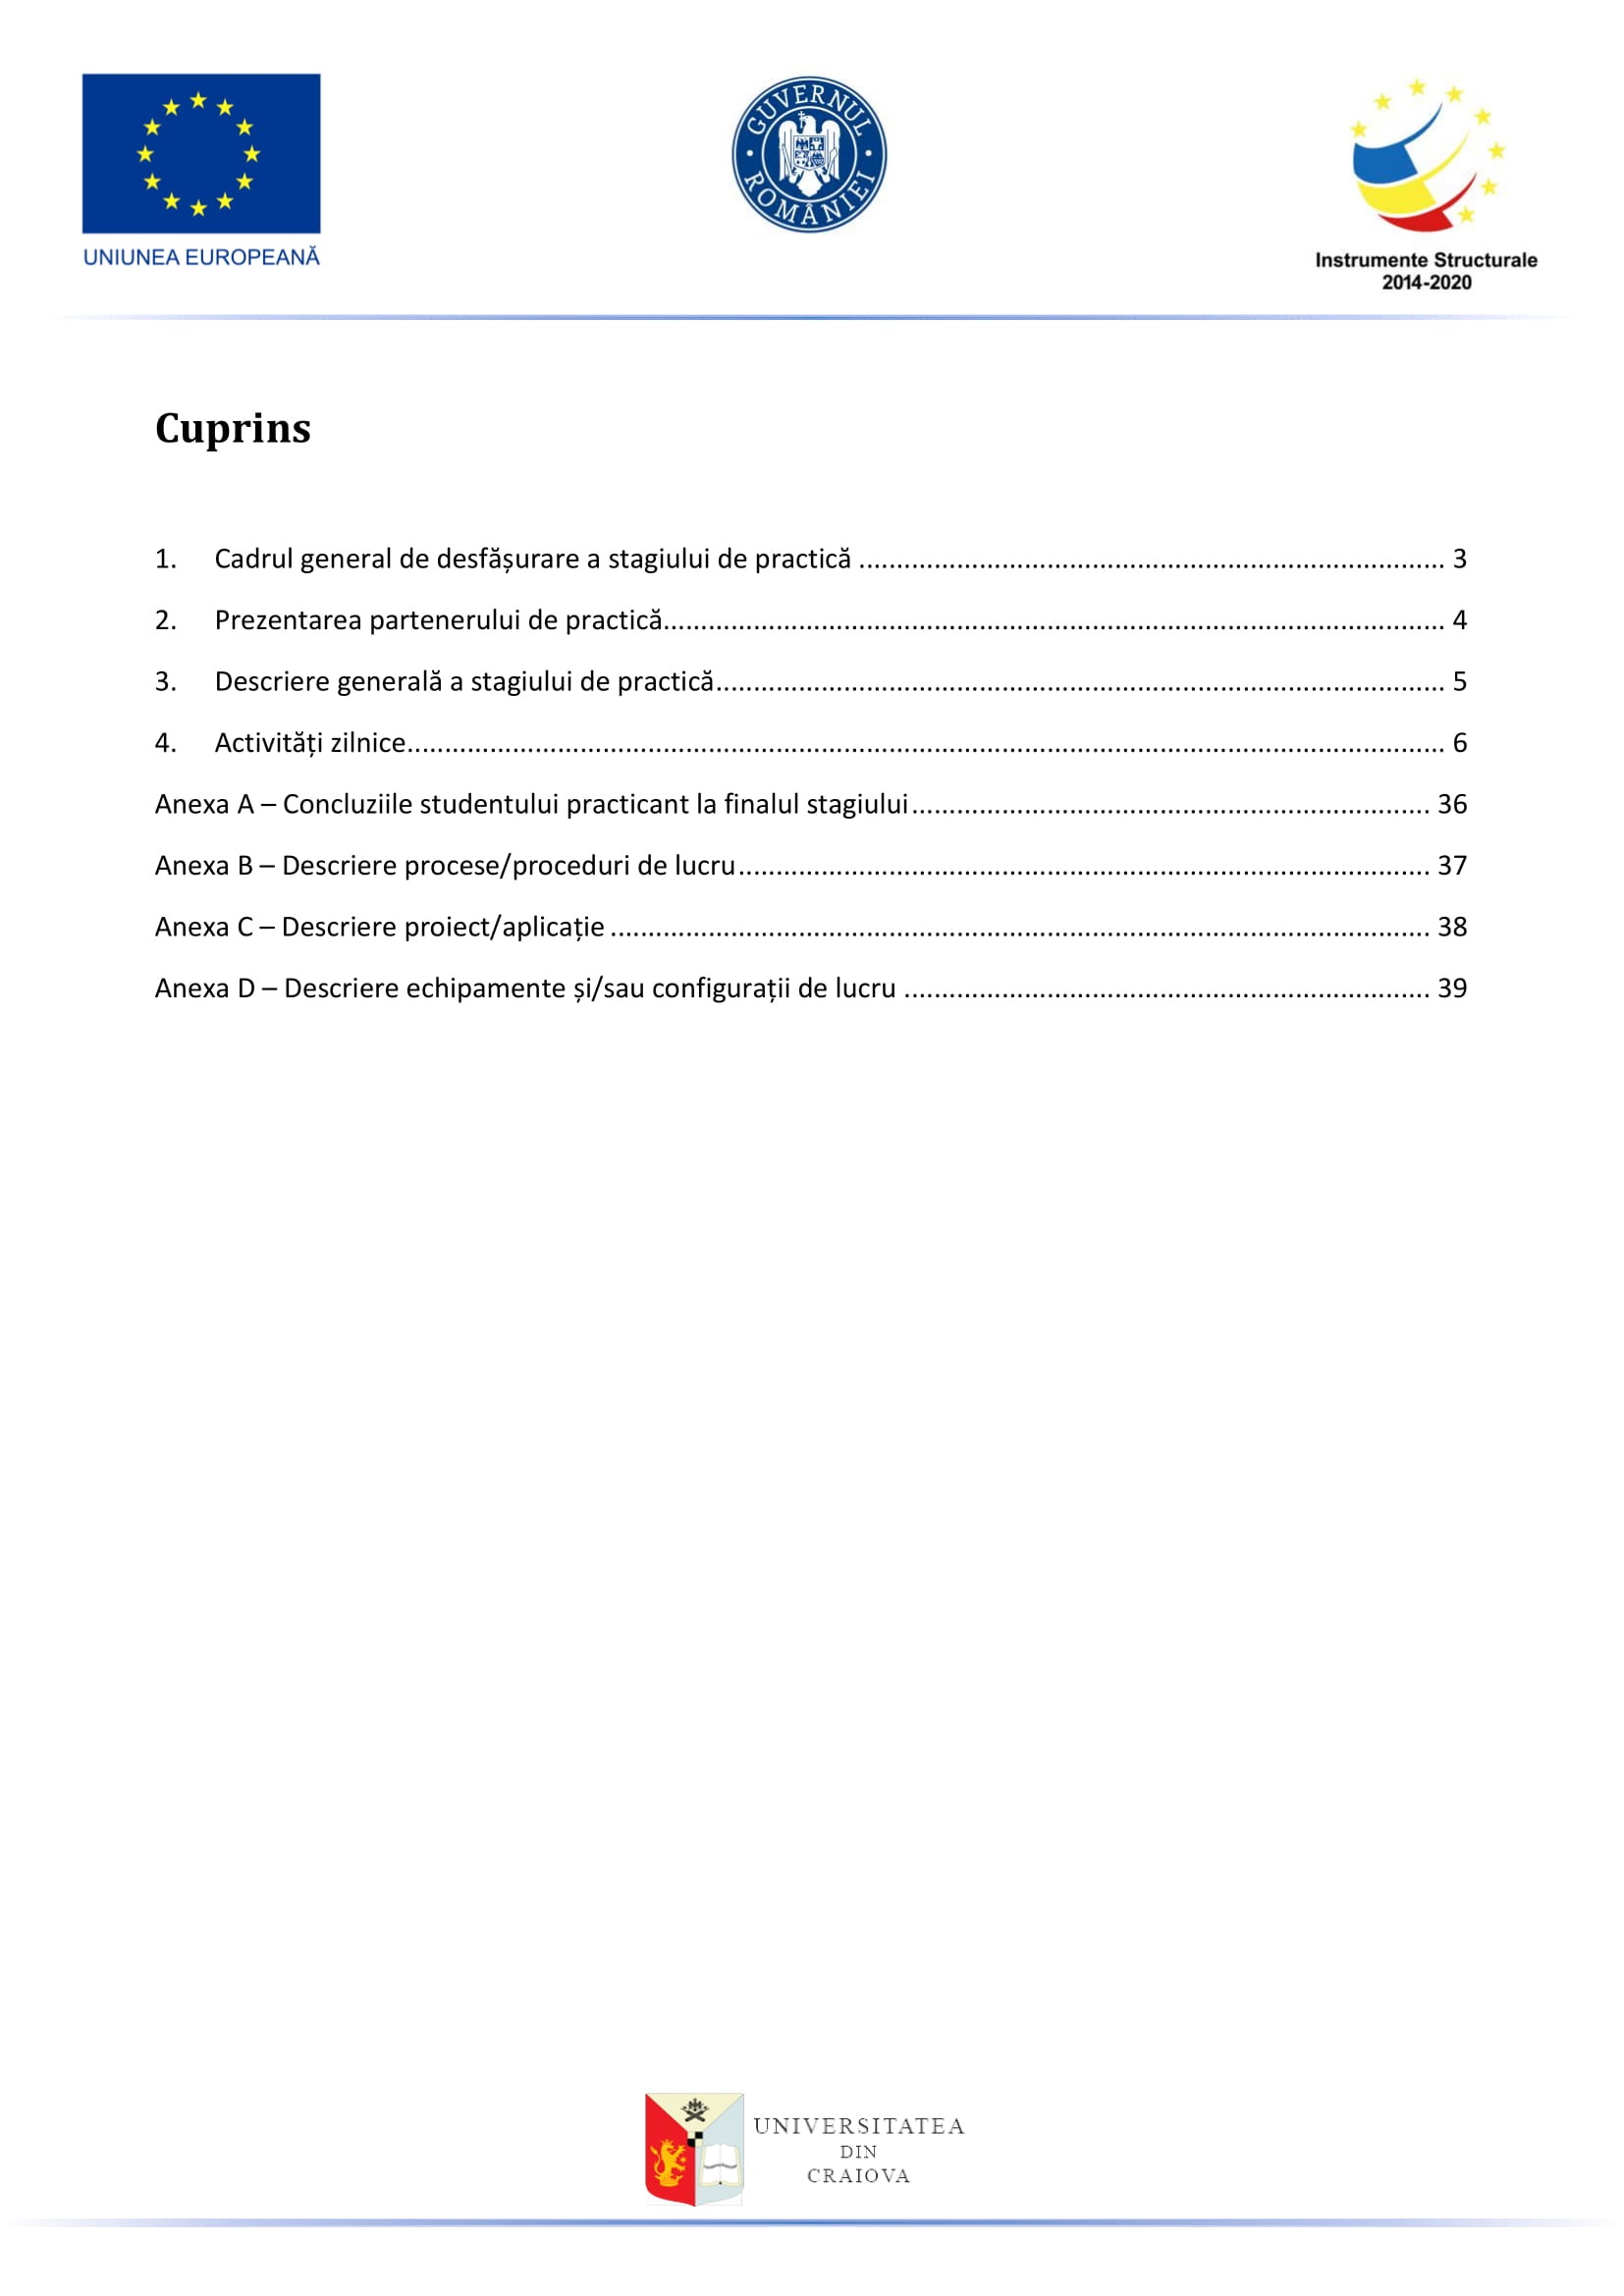 UNIUNEA EUROPEANĂ
GUVERNUL ROMÂNIEI
Instrumente Structurale
2014-2020
Cuprins
1. Cadrul general de desfășurare a stagiului de practică ............................................................................... 3
2. Prezentarea partenerului de practică......................................................................................................... 4
3. Descriere generală a stagiului de practică.................................................................................................. 5
4. Activități zilnice........................................................................................................................................... 6
Anexa A – Concluziile studentului practicant la finalul stagiului ..................................................................... 36
Anexa B – Descriere procese/proceduri de lucru ............................................................................................ 37
Anexa C – Descriere proiect/aplicație ............................................................................................................. 38
Anexa D – Descriere echipamente și/sau configurații de lucru ...................................................................... 39
UNIVERSITATEA
DIN
CRAIOVA